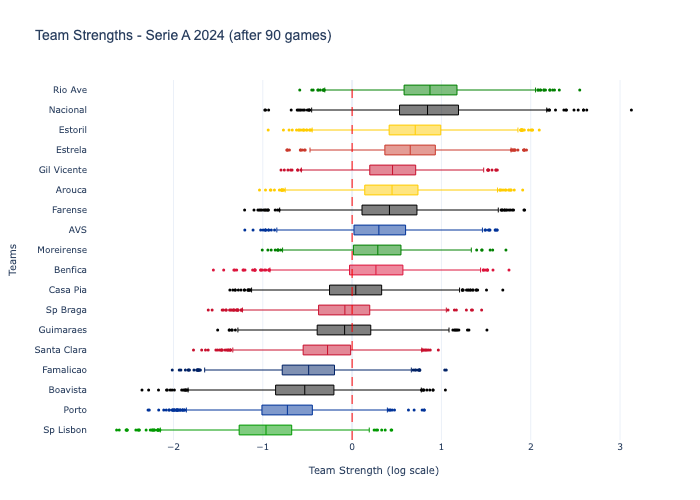 Team Strengths - Serie A 2024 (after 90 games)
Rio Ave
Nacional
Estoril
Estrela
Gil Vicente
Arouca
Farense
AVS
Moreirense
Benfica
Casa Pia
Sp Braga
Guimaraes
Santa Clara
Famalicao
Boavista
Porto
Sp Lisbon
Teams
−2 −1 0 1 2 3
Team Strength (log scale)